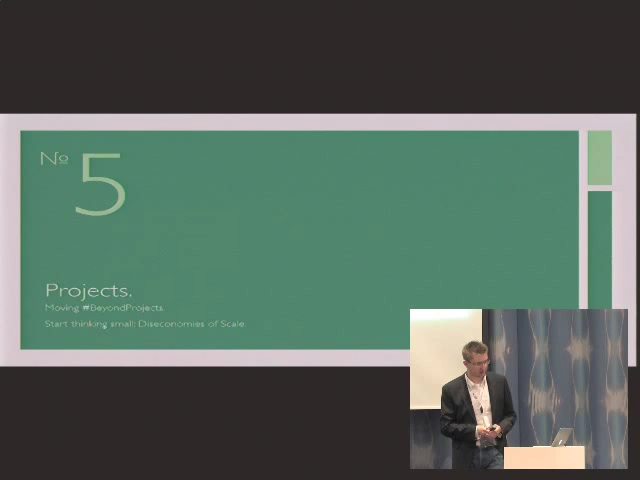 № 5
Projects.
Moving #BeyondProjects.
Start thinking small: Diseconomies of Scale.